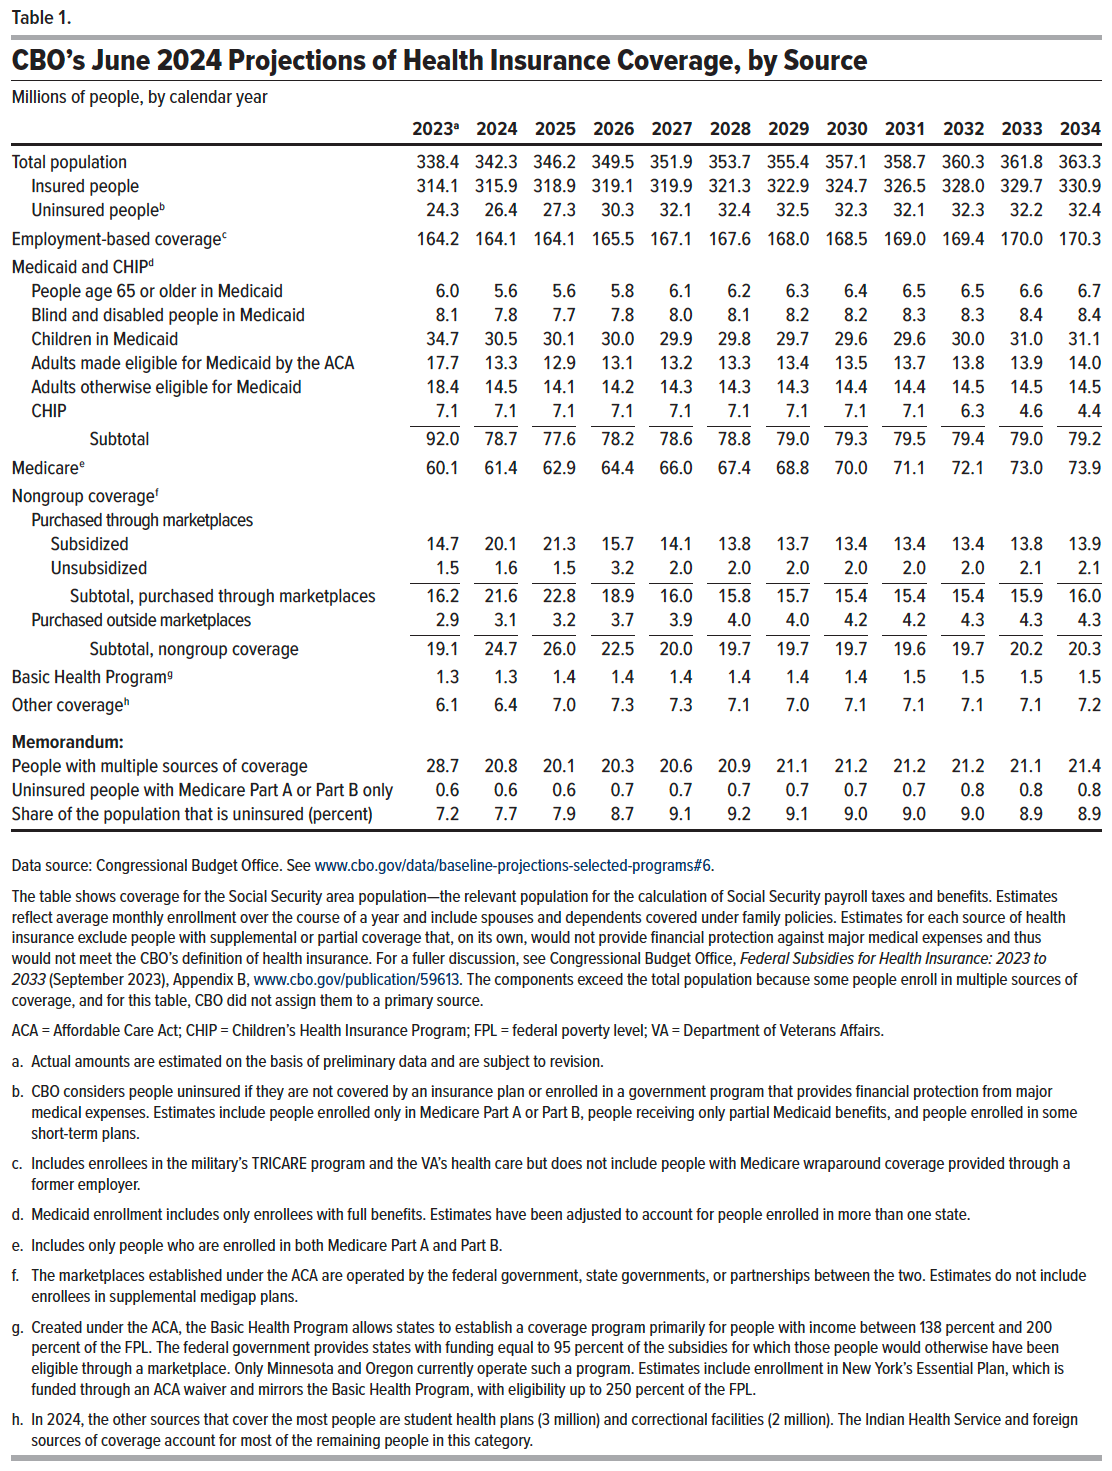 Table 1.
CBO’s June 2024 Projections of Health Insurance Coverage, by Source
Millions of people, by calendar year
2023a 2024 2025 2026 2027 2028 2029 2030 2031 2032 2033 2034
Total population 338.4 342.3 346.2 349.5 351.9 353.7 355.4 357.1 358.7 360.3 361.8 363.3
Insured people 314.1 315.9 318.9 319.1 319.9 321.3 322.9 324.7 326.5 328.0 329.7 330.9
Uninsured peopleb 24.3 26.4 27.3 30.3 32.1 32.4 32.5 32.3 32.1 32.3 32.2 32.4
Employment-based coveragec 164.2 164.1 164.1 165.5 167.1 167.6 168.0 168.5 169.0 169.4 170.0 170.3
Medicaid and CHIPd
People age 65 or older in Medicaid 6.0 5.6 5.6 5.8 6.1 6.2 6.3 6.4 6.5 6.5 6.6 6.7
Blind and disabled people in Medicaid 8.1 7.8 7.7 7.8 8.0 8.1 8.2 8.2 8.3 8.3 8.4 8.4
Children in Medicaid 34.7 30.5 30.1 30.0 29.9 29.8 29.7 29.6 29.6 30.0 31.0 31.1
Adults made eligible for Medicaid by the ACA 17.7 13.3 12.9 13.1 13.2 13.3 13.4 13.5 13.7 13.8 13.9 14.0
Adults otherwise eligible for Medicaid 18.4 14.5 14.1 14.2 14.3 14.3 14.3 14.4 14.4 14.5 14.5 14.5
CHIP 7.1 7.1 7.1 7.1 7.1 7.1 7.1 7.1 7.1 6.3 4.6 4.4
Subtotal 92.0 78.7 77.6 78.2 78.6 78.8 79.0 79.3 79.5 79.4 79.0 79.2
Medicaree 60.1 61.4 62.9 64.4 66.0 67.4 68.8 70.0 71.1 72.1 73.0 73.9
Nongroup coveragef
Purchased through marketplaces
Subsidized 14.7 20.1 21.3 15.7 14.1 13.8 13.7 13.4 13.4 13.4 13.8 13.9
Unsubsidized 1.5 1.6 1.5 3.2 2.0 2.0 2.0 2.0 2.0 2.0 2.1 2.1
Subtotal, purchased through marketplaces 16.2 21.6 22.8 18.9 16.0 15.8 15.7 15.4 15.4 15.4 15.9 16.0
Purchased outside marketplaces 2.9 3.1 3.2 3.7 3.9 4.0 4.0 4.2 4.2 4.3 4.3 4.3
Subtotal, nongroup coverage 19.1 24.7 26.0 22.5 20.0 19.7 19.7 19.7 19.6 19.7 20.2 20.3
Basic Health Programg 1.3 1.3 1.4 1.4 1.4 1.4 1.4 1.4 1.5 1.5 1.5 1.5
Other coverageh 6.1 6.4 7.0 7.3 7.3 7.1 7.0 7.1 7.1 7.1 7.1 7.2
Memorandum:
People with multiple sources of coverage 28.7 20.8 20.1 20.3 20.6 20.9 21.1 21.2 21.2 21.2 21.1 21.4
Uninsured people with Medicare Part A or Part B only 0.6 0.6 0.6 0.7 0.7 0.7 0.7 0.7 0.7 0.8 0.8 0.8
Share of the population that is uninsured (percent) 7.2 7.7 7.9 8.7 9.1 9.2 9.1 9.0 9.0 9.0 8.9 8.9
Data source: Congressional Budget Office. See www.cbo.gov/data/baseline-projections-selected-programs#6.
The table shows coverage for the Social Security area population—the relevant population for the calculation of Social Security payroll taxes and benefits. Estimates
reflect average monthly enrollment over the course of a year and include spouses and dependents covered under family policies. Estimates for each source of health
insurance exclude people with supplemental or partial coverage that, on its own, would not provide financial protection against major medical expenses and thus
would not meet the CBO’s definition of health insurance. For a fuller discussion, see Congressional Budget Office, Federal Subsidies for Health Insurance: 2023 to
2033 (September 2023), Appendix B, www.cbo.gov/publication/59613. The components exceed the total population because some people enroll in multiple sources of
coverage, and for this table, CBO did not assign them to a primary source.
ACA = Affordable Care Act; CHIP = Children’s Health Insurance Program; FPL = federal poverty level; VA = Department of Veterans Affairs.
a. Actual amounts are estimated on the basis of preliminary data and are subject to revision.
b. CBO considers people uninsured if they are not covered by an insurance plan or enrolled in a government program that provides financial protection from major
medical expenses. Estimates include people enrolled only in Medicare Part A or Part B, people receiving only partial Medicaid benefits, and people enrolled in some
short-term plans.
c. Includes enrollees in the military’s TRICARE program and the VA’s health care but does not include people with Medicare wraparound coverage provided through a
former employer.
d. Medicaid enrollment includes only enrollees with full benefits. Estimates have been adjusted to account for people enrolled in more than one state.
e. Includes only people who are enrolled in both Medicare Part A and Part B.
f. The marketplaces established under the ACA are operated by the federal government, state governments, or partnerships between the two. Estimates do not include
enrollees in supplemental medigap plans.
g. Created under the ACA, the Basic Health Program allows states to establish a coverage program primarily for people with income between 138 percent and 200
percent of the FPL. The federal government provides states with funding equal to 95 percent of the subsidies for which those people would otherwise have been
eligible through a marketplace. Only Minnesota and Oregon currently operate such a program. Estimates include enrollment in New York’s Essential Plan, which is
funded through an ACA waiver and mirrors the Basic Health Program, with eligibility up to 250 percent of the FPL.
h. In 2024, the other sources that cover the most people are student health plans (3 million) and correctional facilities (2 million). The Indian Health Service and foreign
sources of coverage account for most of the remaining people in this category.